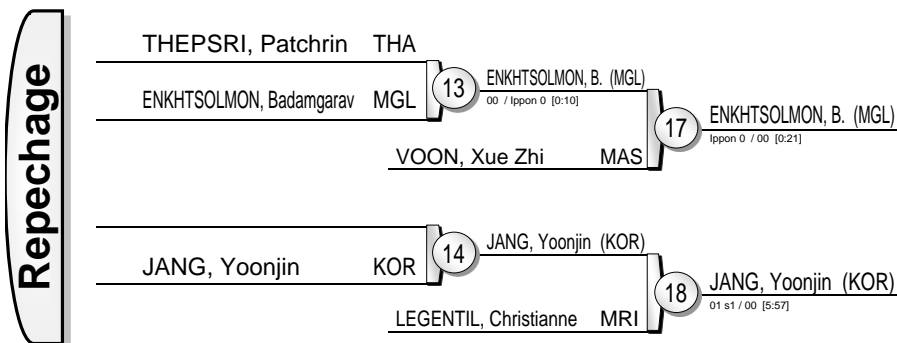 Repechage
THEPSRI, Patchrin THA
ENKHTSOLMON, Badamgarav MGL
13
ENKHTSOLMON, B. (MGL)
00 / Ippon 0 [0:10]
VOON, Xue Zhi MAS
17
ENKHTSOLMON, B. (MGL)
Ippon 0 / 00 [0:21]
JANG, Yoonjin KOR
14
JANG, Yoonjin (KOR)
LEGENTIL, Christianne MRI
18
JANG, Yoonjin (KOR)
01 s1 / 00 [5:57]